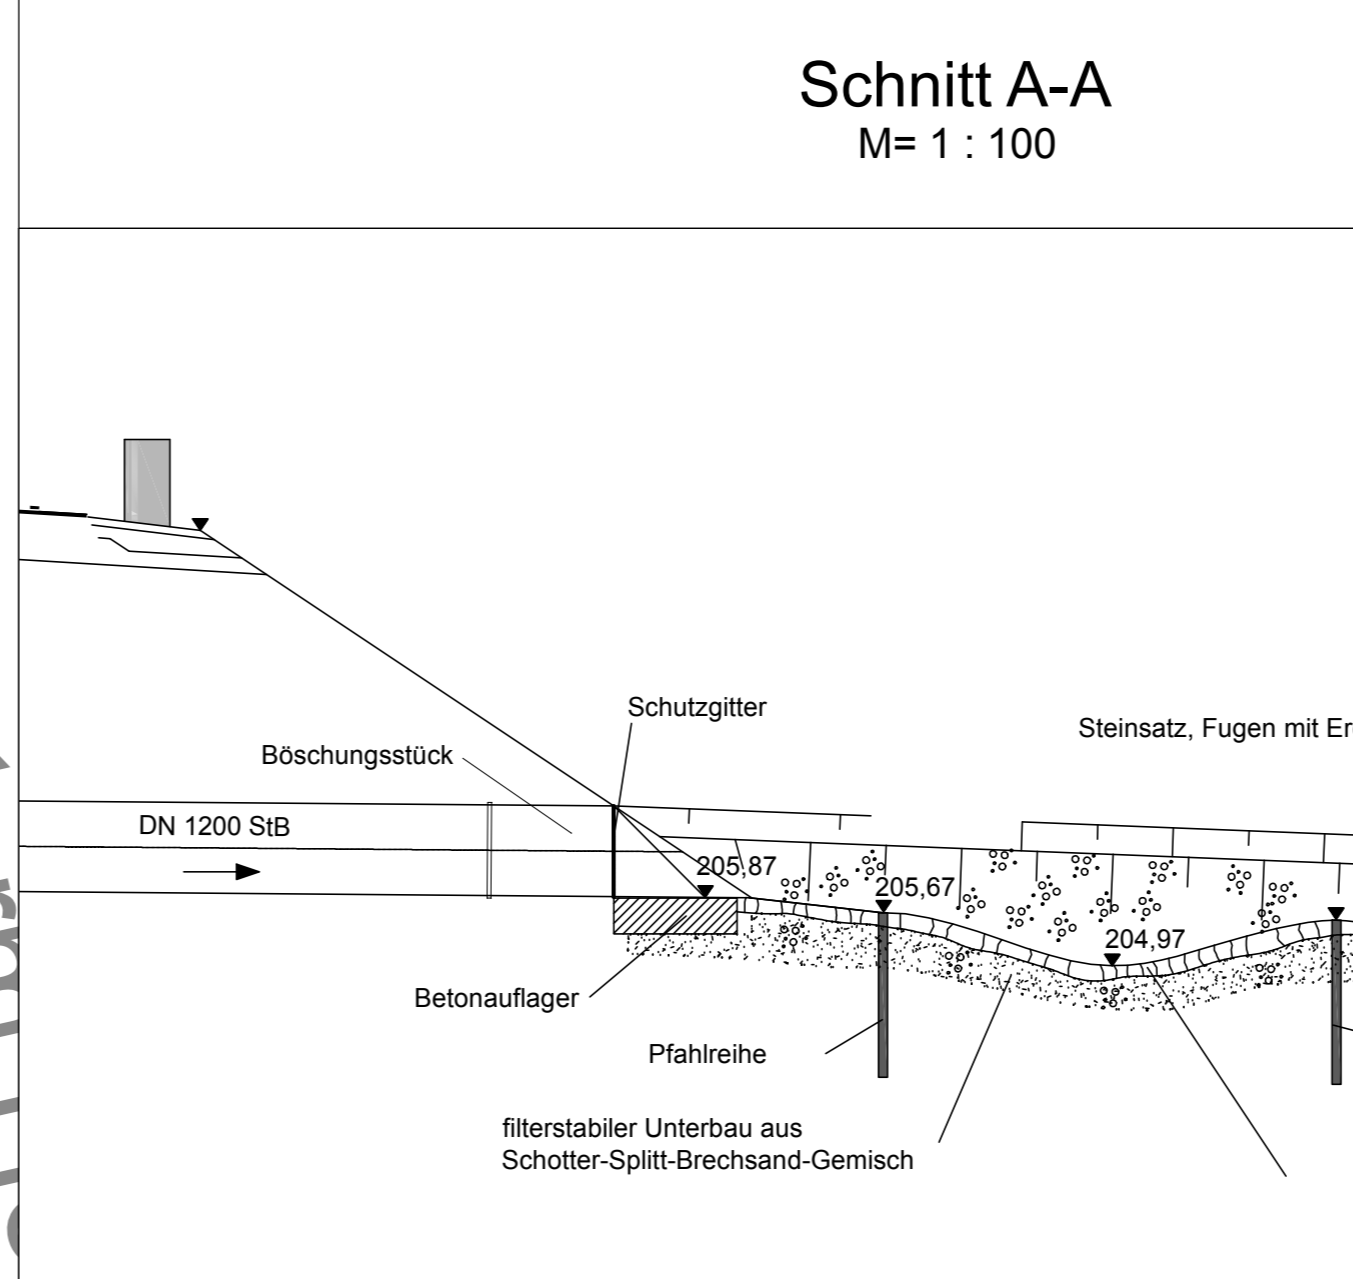 Schnitt A-A
M= 1 : 100
Schutzgitter
Steinsatz, Fugen mit
Böschungsstück
DN 1200 StB
205,87
205,67
204,97
Betonauflager
Pfahlreihe
filterstabiler Unterbau aus
Schotter-Splitt-Brechsand-Gemisch